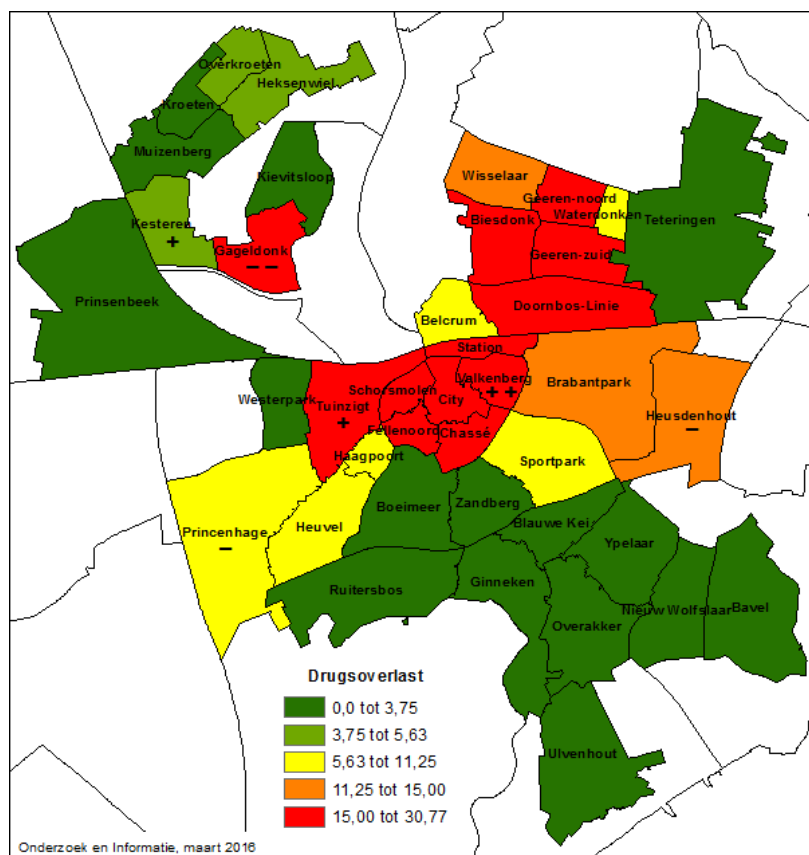 Overkroeten
Heksenwiel
Kroeten
Muizenberg
Kievitsloop
Wisselaar
Geeren-noord
Waterdonken
Biesdonk
Teteringen
Kesteren
+
Gageldonk
– –
Geeren-zuid
Prinsenbeek
Doornbos-Linie
Belcrum
Station
Valkenberg
+ +
Schorsmolen
City
Brabantpark
Westerpark
Tuinzigt
+
Heusdenhout
–
Fellenoord
Chassé
Haagpoort
Sportpark
Princenhage
–
Heuvel
Boeimeer
Zandberg
Blauwe Kei
Ypelaar
Ruitersbos
Ginneken
Overakker
Nieuw Wolfslaar
Bavel
Ulvenhout
Drugsoverlast
0,0 tot 3,75
3,75 tot 5,63
5,63 tot 11,25
11,25 tot 15,00
15,00 tot 30,77
Onderzoek en Informatie, maart 2016